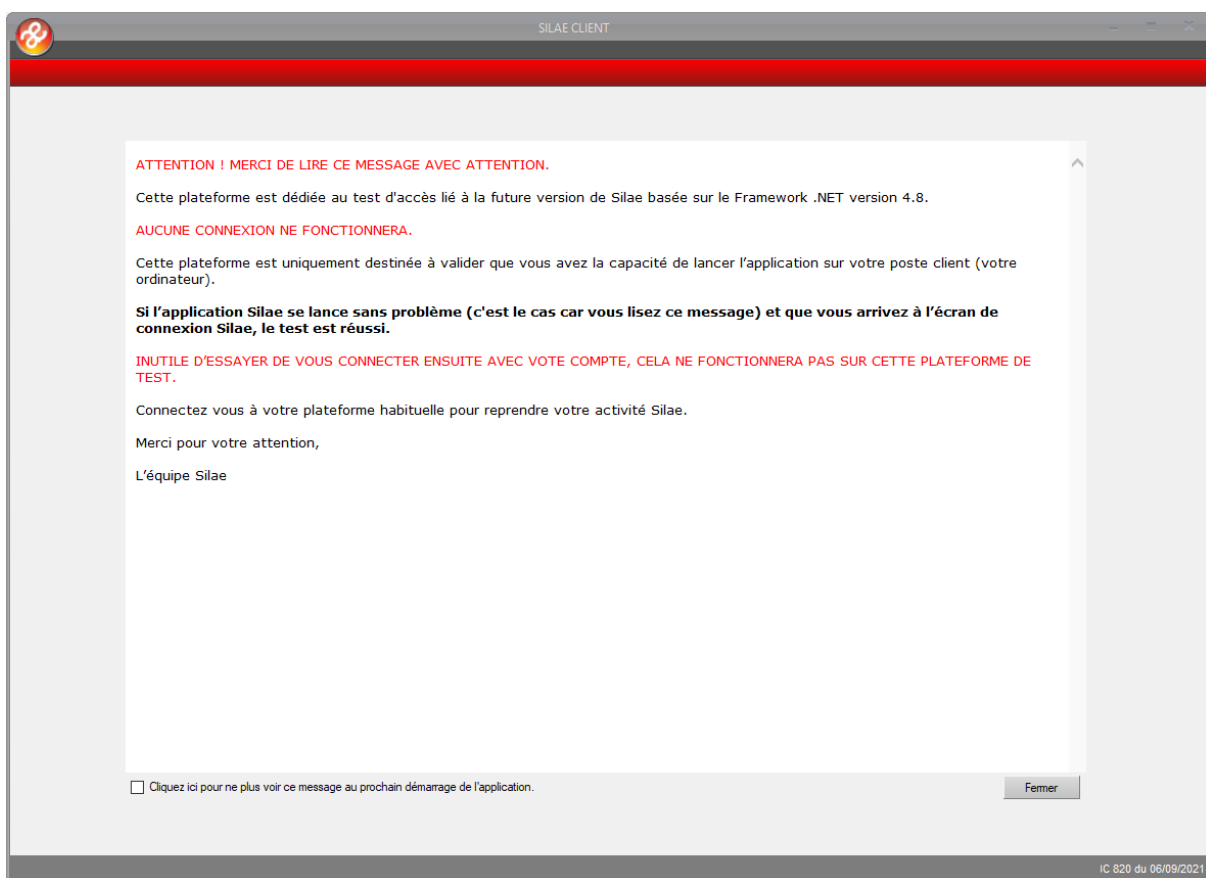 SILAE CLIENT
ATTENTION ! MERCI DE LIRE CE MESSAGE AVEC ATTENTION.
Cette plateforme est dédiée au test d'accès lié à la future version de Silae basée sur le Framework .NET version 4.8.
AUCUNE CONNEXION NE FONCTIONNERA.
Cette plateforme est uniquement destinée à valider que vous avez la capacité de lancer l’application sur votre poste client (votre
ordinateur).
Si l’application Silae se lance sans problème (c'est le cas car vous lisez ce message) et que vous arrivez à l’écran de
connexion Silae, le test est réussi.
INUTILE D’ESSAYER DE VOUS CONNECTER ENSUITE AVEC VOTE COMPTE, CELA NE FONCTIONNERA PAS SUR CETTE PLATEFORME DE
TEST.
Connectez vous à votre plateforme habituelle pour reprendre votre activité Silae.
Merci pour votre attention,
L’équipe Silae
Cliquez ici pour ne plus voir ce message au prochain démarrage de l'application.
Fermer
IC 820 du 06/09/2021